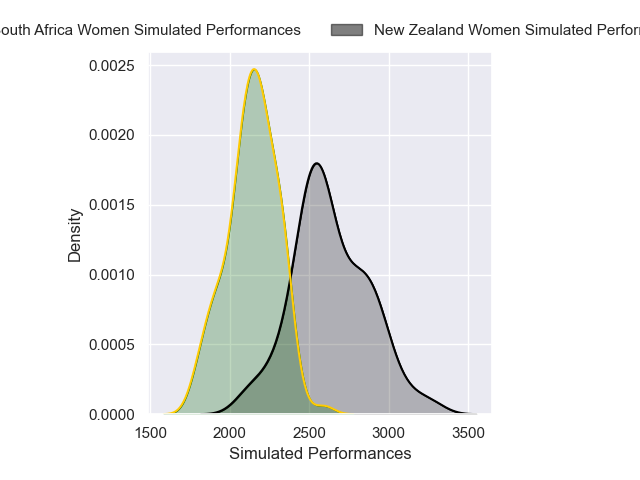 outh Africa Women Simulated Performances New Zealand Women Simulated Perfor
0.0025
0.0020
0.0015
0.0010
0.0005
0.0000
Density
1500 2000 2500 3000 3500
Simulated Performances